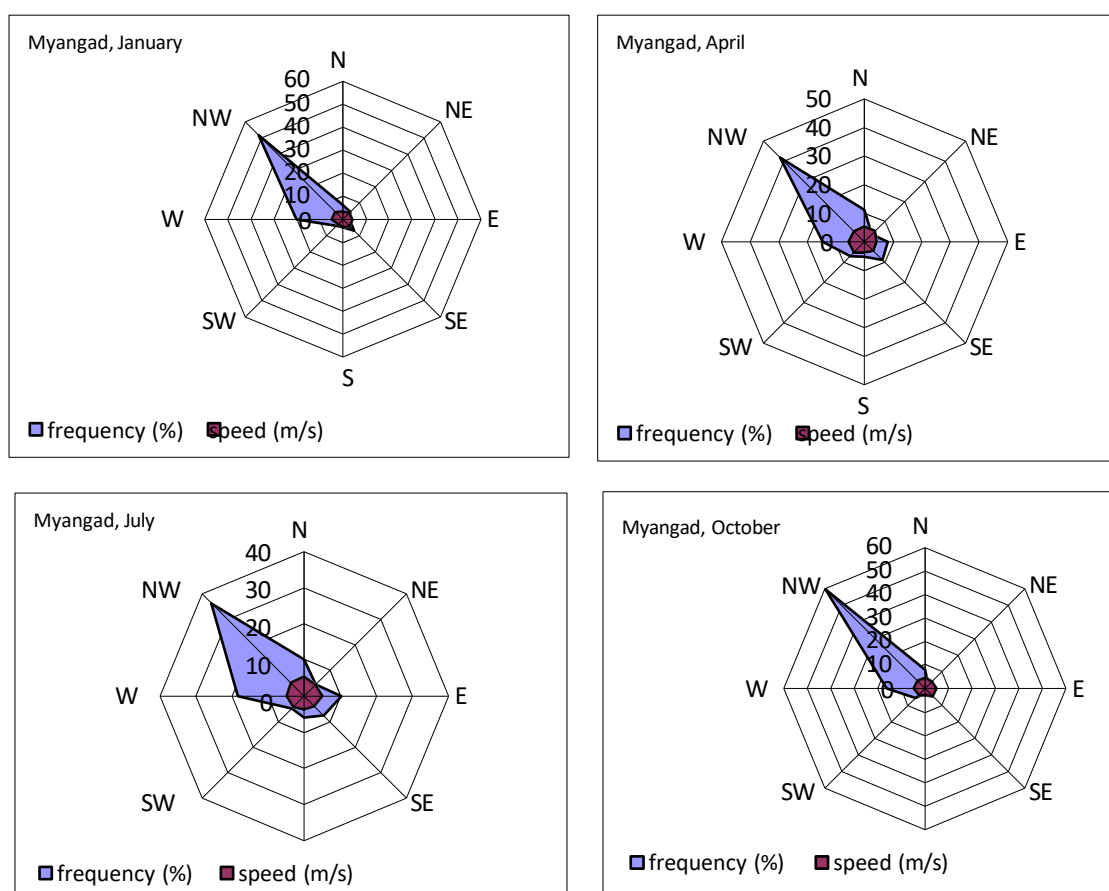 Myangad, January
N
NE
E
SE
S
SW
W
NW
60
50
40
30
20
10
0
frequency (%) speed (m/s)
Myangad, April
N
NE
E
SE
S
SW
W
NW
50
40
30
20
10
0
frequency (%) speed (m/s)
Myangad, July
N
NE
E
SE
SW
W
NW
40
30
20
10
0
frequency (%) speed (m/s)
Myangad, October
N
NE
E
SE
SW
W
NW
60
50
40
30
20
10
0
frequency (%) speed (m/s)